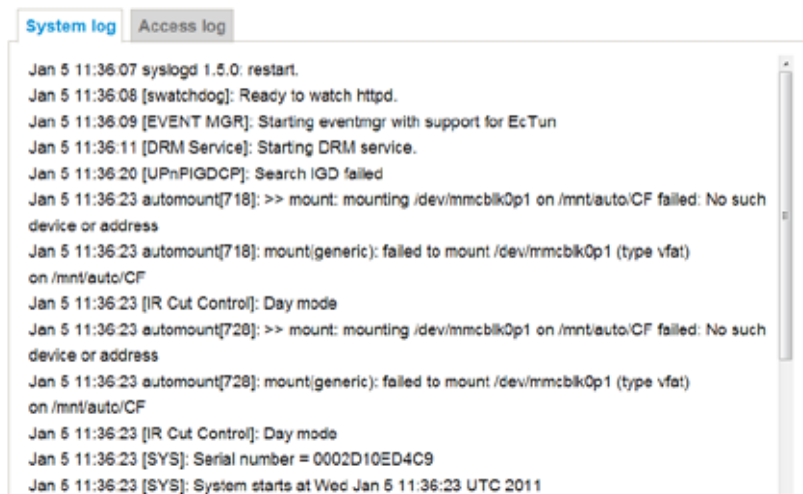 System log Access log
Jan 5 11:36:07 syslogd 1.5.0: restart.
Jan 5 11:36:08 [swatchdog]: Ready to watch httpd.
Jan 5 11:36:09 [EVENT MGR]: Starting eventmgr with support for EcTun
Jan 5 11:36:11 [DRM Service]: Starting DRM service.
Jan 5 11:36:20 [UPnPIGDCP]: Search IGD failed
Jan 5 11:36:23 automount[718]: >> mount: mounting /dev/mmcblk0p1 on /mnt/auto/CF failed: No such
device or address
Jan 5 11:36:23 automount[718]: mount(generic): failed to mount /dev/mmcblk0p1 (type vfat)
on /mnt/auto/CF
Jan 5 11:36:23 [IR Cut Control]: Day mode
Jan 5 11:36:23 automount[728]: >> mount: mounting /dev/mmcblk0p1 on /mnt/auto/CF failed: No such
device or address
Jan 5 11:36:23 automount[728]: mount(generic): failed to mount /dev/mmcblk0p1 (type vfat)
on /mnt/auto/CF
Jan 5 11:36:23 [IR Cut Control]: Day mode
Jan 5 11:36:23 [SYS]: Serial number = 0002D10ED4C9
Jan 5 11:36:23 [SYS]: System starts at Wed Jan 5 11:36:23 UTC 2011